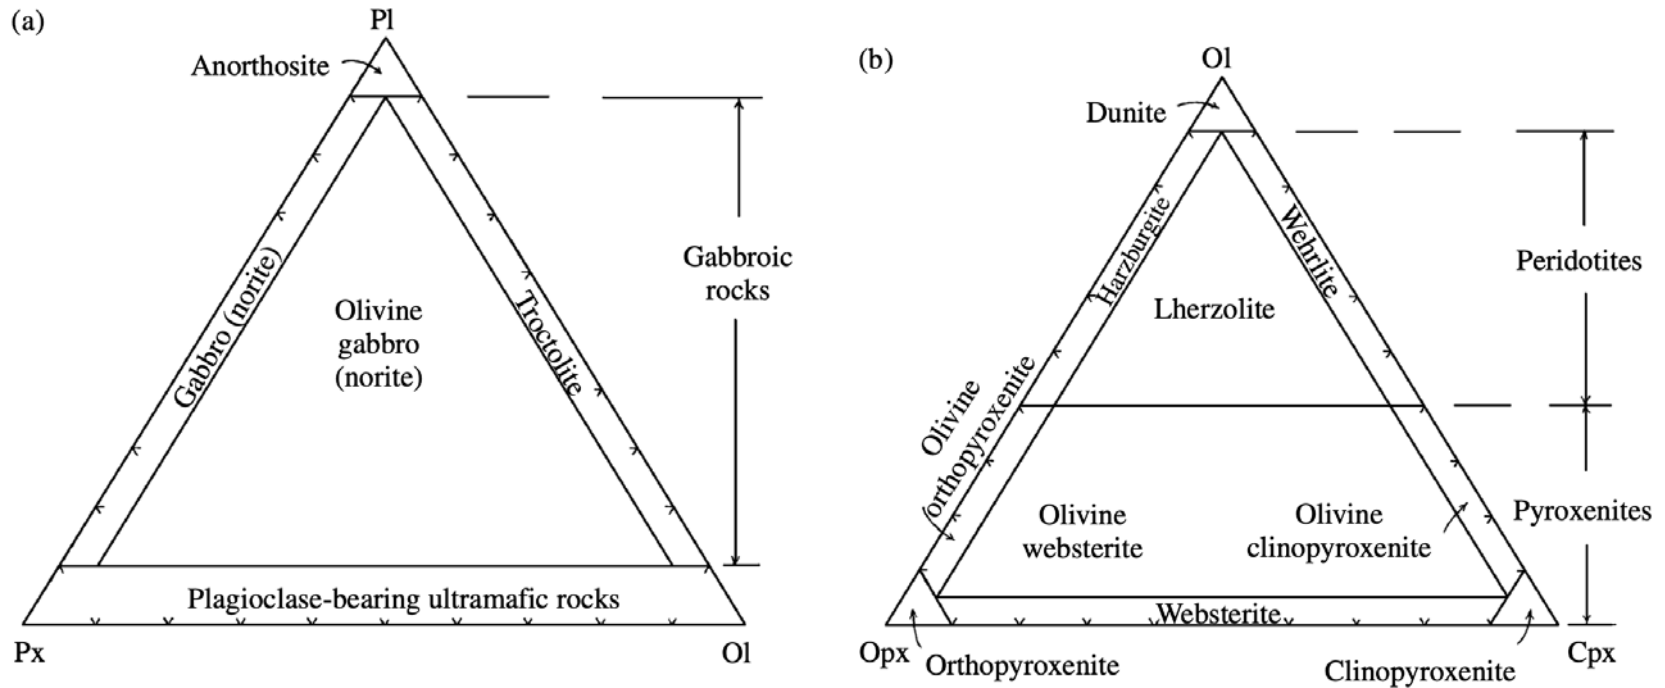 (a)
Pl
Anorthosite
Gabbro (norite)
Olivine
gabbro
(norite)
Troctolite
Gabbroic
rocks
Plagioclase-bearing ultramafic rocks
Px
Ol
(b)
Ol
Dunite
Harzburgite
Wehrlite
Lherzolite
Peridotites
Olivine
orthopyroxenite
Olivine
websterite
Olivine
clinopyroxenite
Pyroxenites
Websterite
Opx
Orthopyroxenite
Clinopyroxenite
Cpx